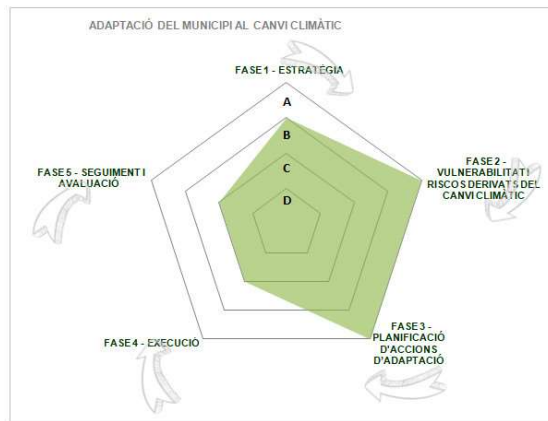 ADAPTACIÓ DEL MUNICIPI AL CANVI CLIMÀTIC
FASE 1 - ESTRATÈGIA
A
B
C
D
FASE 2 -
VULNERABILITAT I
RISCOS DERIVATS DEL
CANVI CLIMÀTIC
FASE 3 -
PLANIFICACIÓ
D'ACCIONS
D'ADAPTACIÓ
FASE 4 - EXECUCIÓ
FASE 5 - SEGUIMENT I
AVALUACIÓ